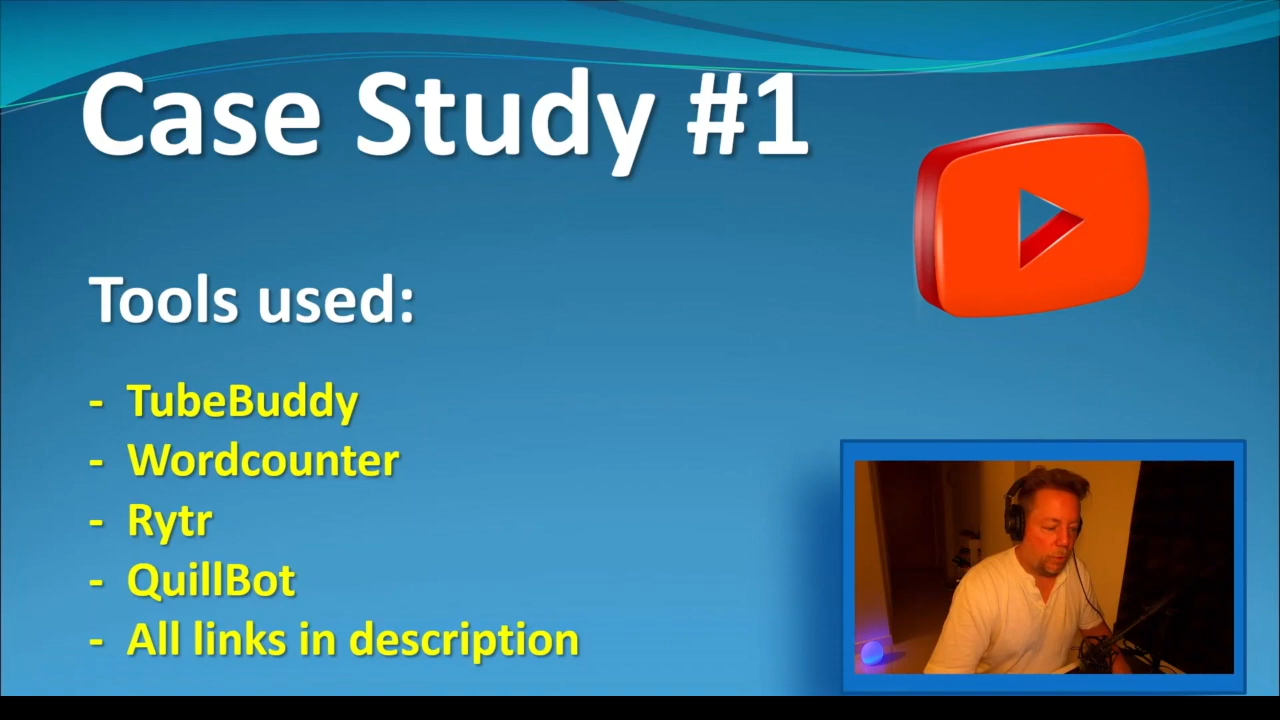 Case Study #1
Tools used:
- TubeBuddy
- Wordcounter
- Rytr
- QuillBot
- All links in description